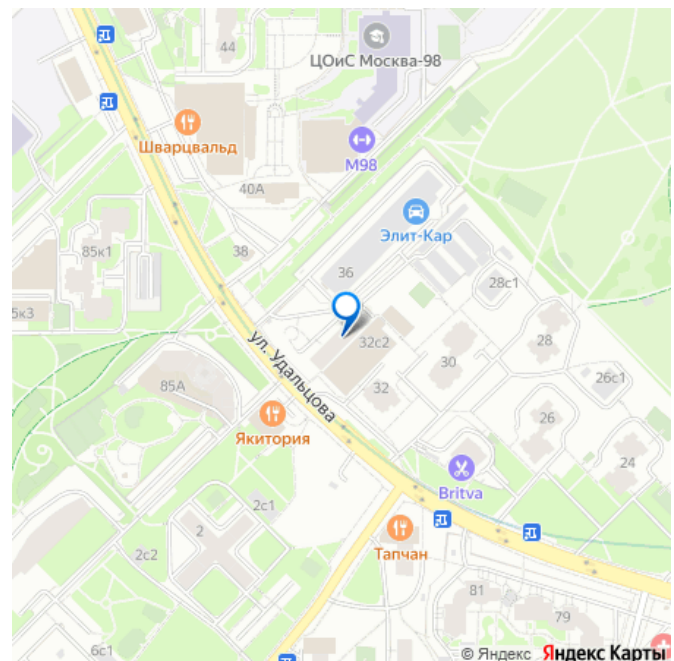 44
ЦОиС Москва-98
Шварцвальд
М98
40А
Элит-Кар
85к1
38
36
28с1
5к3
32с2
28
30
ул. Удальцова
85А
32
26с1
26
Якитория
24
Britva
2с1
2
Тапчан
2с2
81
79
6с1
© Яндекс Яндекс Карты